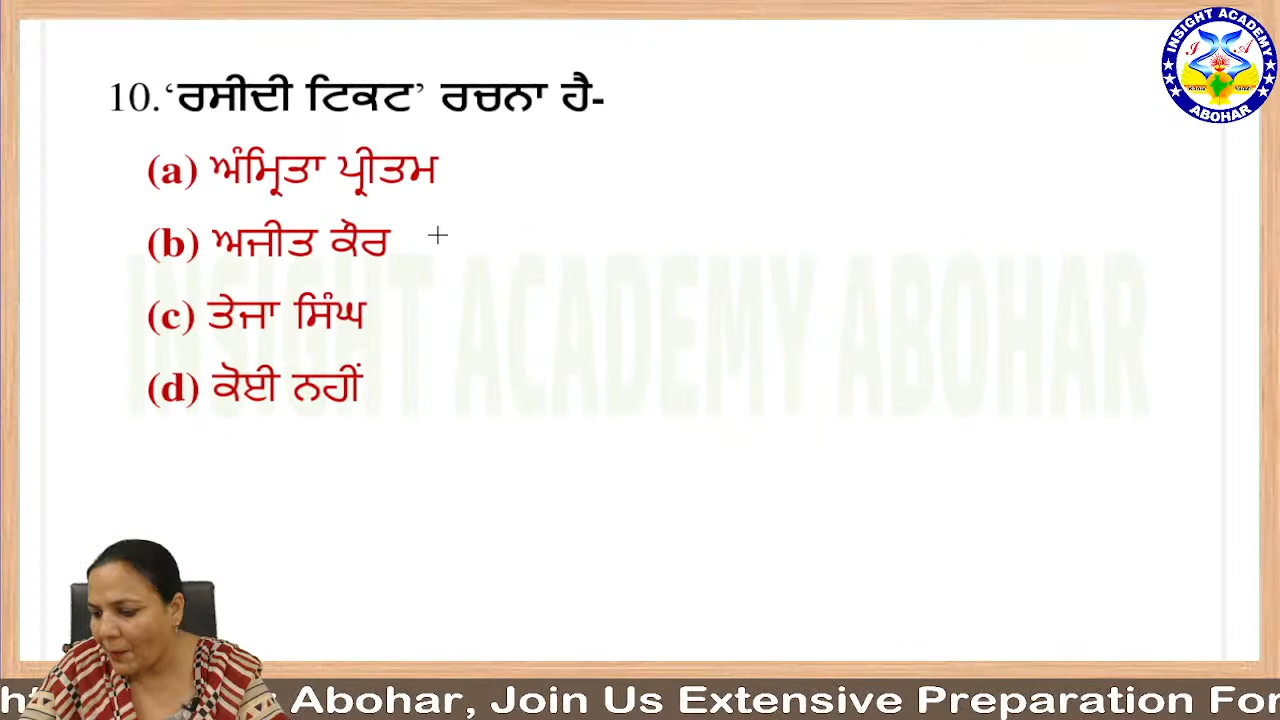 INSIGHT ACADEMY
I A
ABOHAR
10.‘ਰਸੀਦੀ ਟਿਕਟ’ ਰਚਨਾ ਹੈ-
(a) ਅੰਮ੍ਰਿਤਾ ਪ੍ਰੀਤਮ
(b) ਅਜੀਤ ਕੌਰ
(c) ਤੇਜਾ ਸਿੰਘ
(d) ਕੋਈ ਨਹੀਂ
INSIGHT ACADEMY ABOHAR
Abohar, Join Us Extensive Preparation For